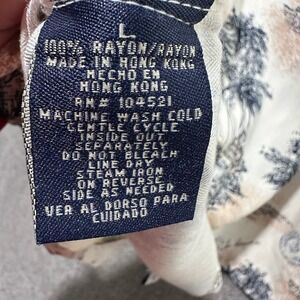 L
100% RAYON/RAYON
MADE IN HONG KONG
HECHO EN
HONG KONG
RN# 104521
MACHINE WASH COLD
GENTLE CYCLE
INSIDE OUT
SEPARATELY
DO NOT BLEACH
LINE DRY
STEAM IRON
ON REVERSE
SIDE AS NEEDED
VER AL DORSO PARA
CUIDADO